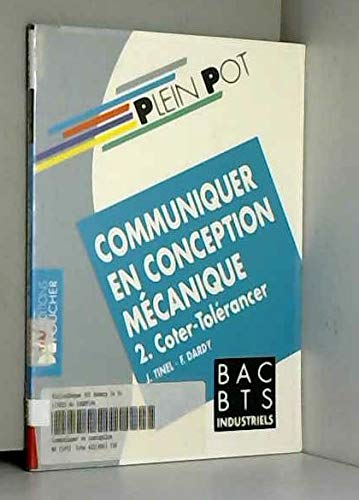 PLEIN POT
COMMUNIQUER
EN CONCEPTION
MÉCANIQUE
2. Coter-Tolérancer
J. TINEL - F. DARDY
BAC
BTS
INDUSTRIELS